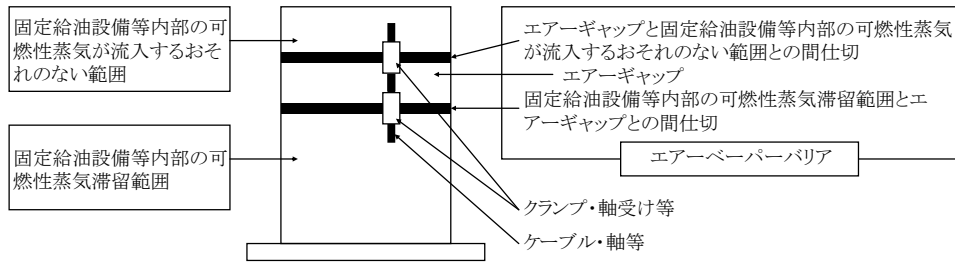 固定給油設備等内部の可
燃性蒸気が流入するおそ
れのない範囲
固定給油設備等内部の可
燃性蒸気滞留範囲
エアーギャップと固定給油設備等内部の可燃性蒸気
が流入するおそれのない範囲との間仕切
エアーギャップ
固定給油設備等内部の可燃性蒸気滞留範囲とエ
アーギャップとの間仕切
エアーベーパーバリア
クランプ・軸受け等
ケーブル・軸等